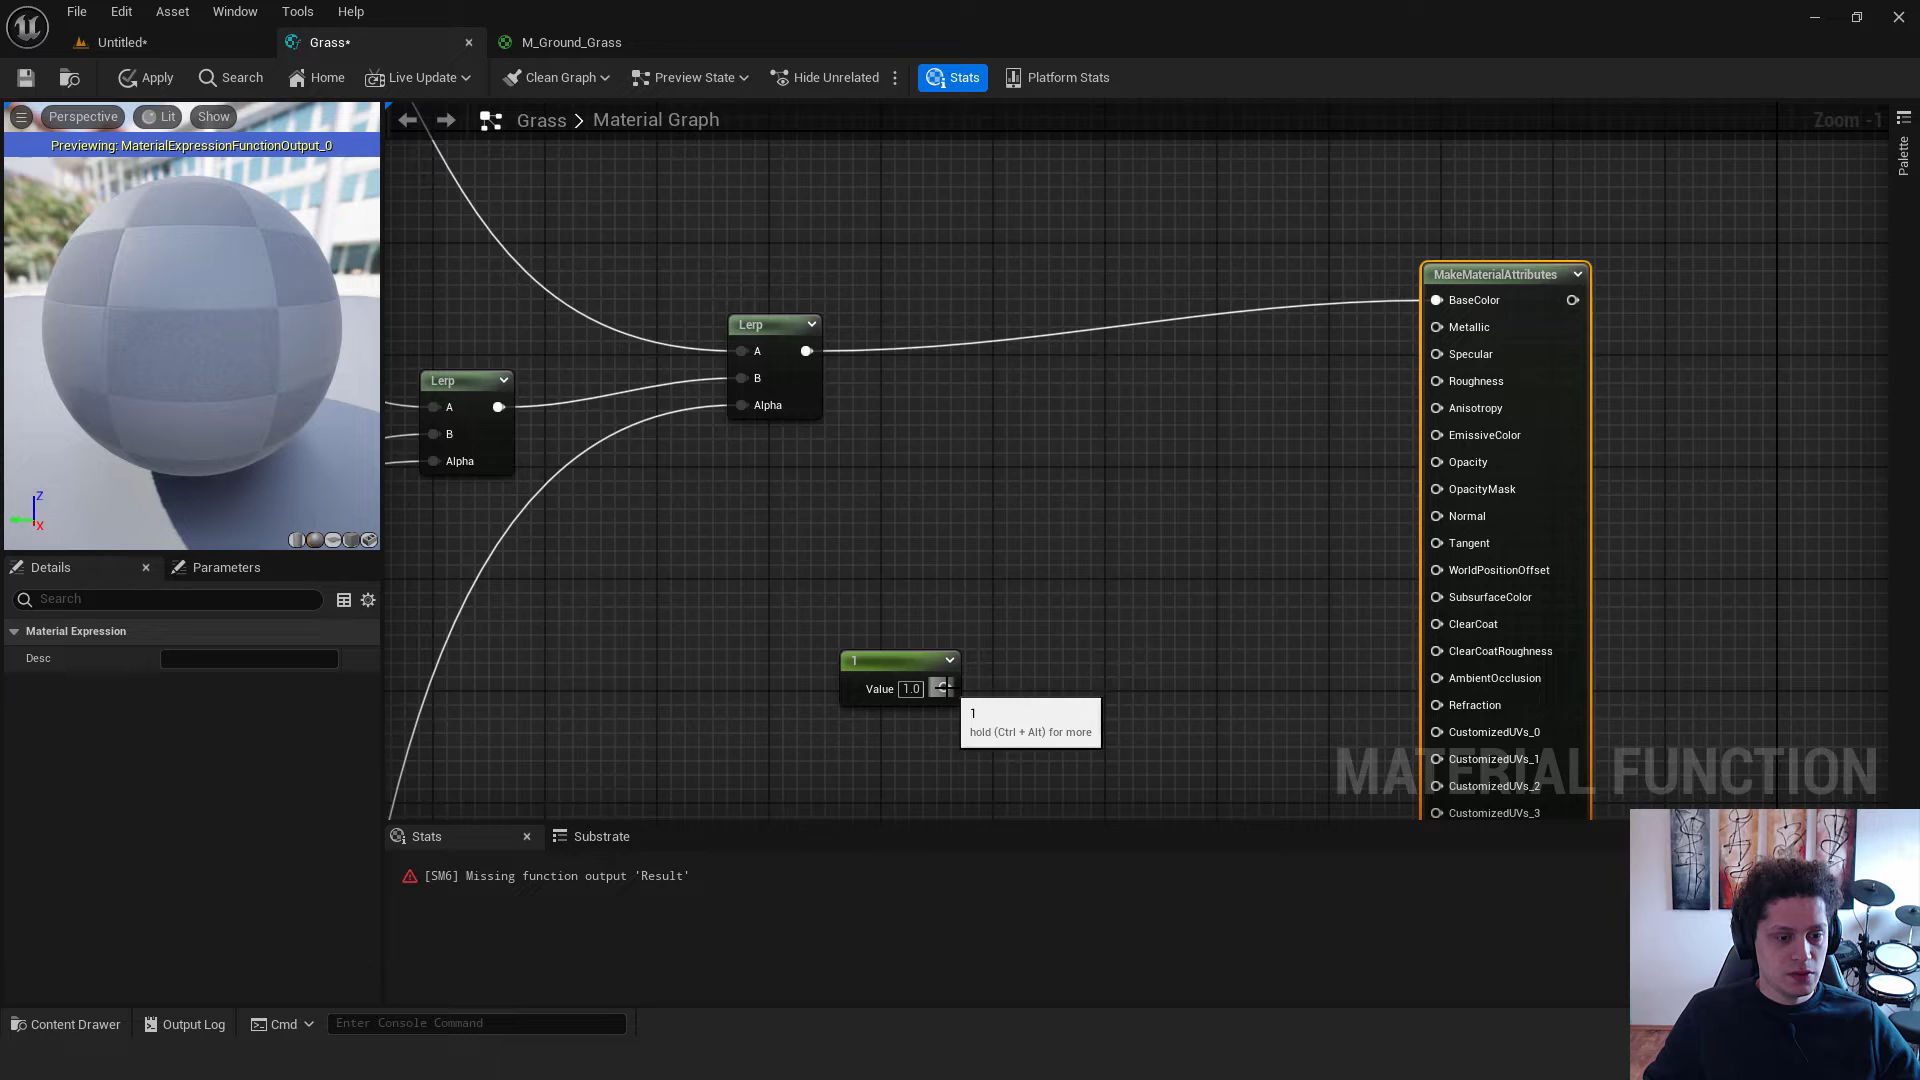 File Edit Asset Window Tools Help
Untitled* Grass* M_Ground_Grass
Apply Search Home Live Update Clean Graph Preview State Hide Unrelated Stats Platform Stats
Perspective Lit Show
Previewing: MaterialExpressionFunctionOutput_0
Grass > Material Graph
Zoom -1
Palette
Lerp
A
B
Alpha
Lerp
A
B
Alpha
MakeMaterialAttributes
BaseColor
Metallic
Specular
Roughness
Anisotropy
EmissiveColor
Opacity
OpacityMask
Normal
Tangent
WorldPositionOffset
SubsurfaceColor
ClearCoat
ClearCoatRoughness
AmbientOcclusion
Refraction
CustomizedUVs_0
CustomizedUVs_1
CustomizedUVs_2
CustomizedUVs_3
1
Value 1.0
1
hold (Ctrl + Alt) for more
MATERIAL FUNCTION
Z
X
Details Parameters
Search
Material Expression
Desc
Stats Substrate
[SM6] Missing function output 'Result'
Content Drawer Output Log Cmd Enter Console Command